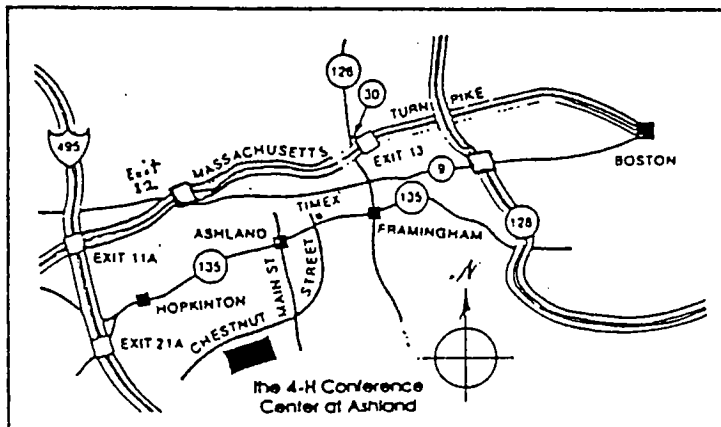 128
30
TURNPIKE
495
Exit
12
MASSACHUSETTS
EXIT 13
BOSTON
9
TIMEX
135
ASHLAND
FRAMINGHAM
128
EXIT 11A
135
MAIN ST
STREET
N
HOPKINTON
CHESTNUT
EXIT 21A
the 4-H Conference
Center at Ashland